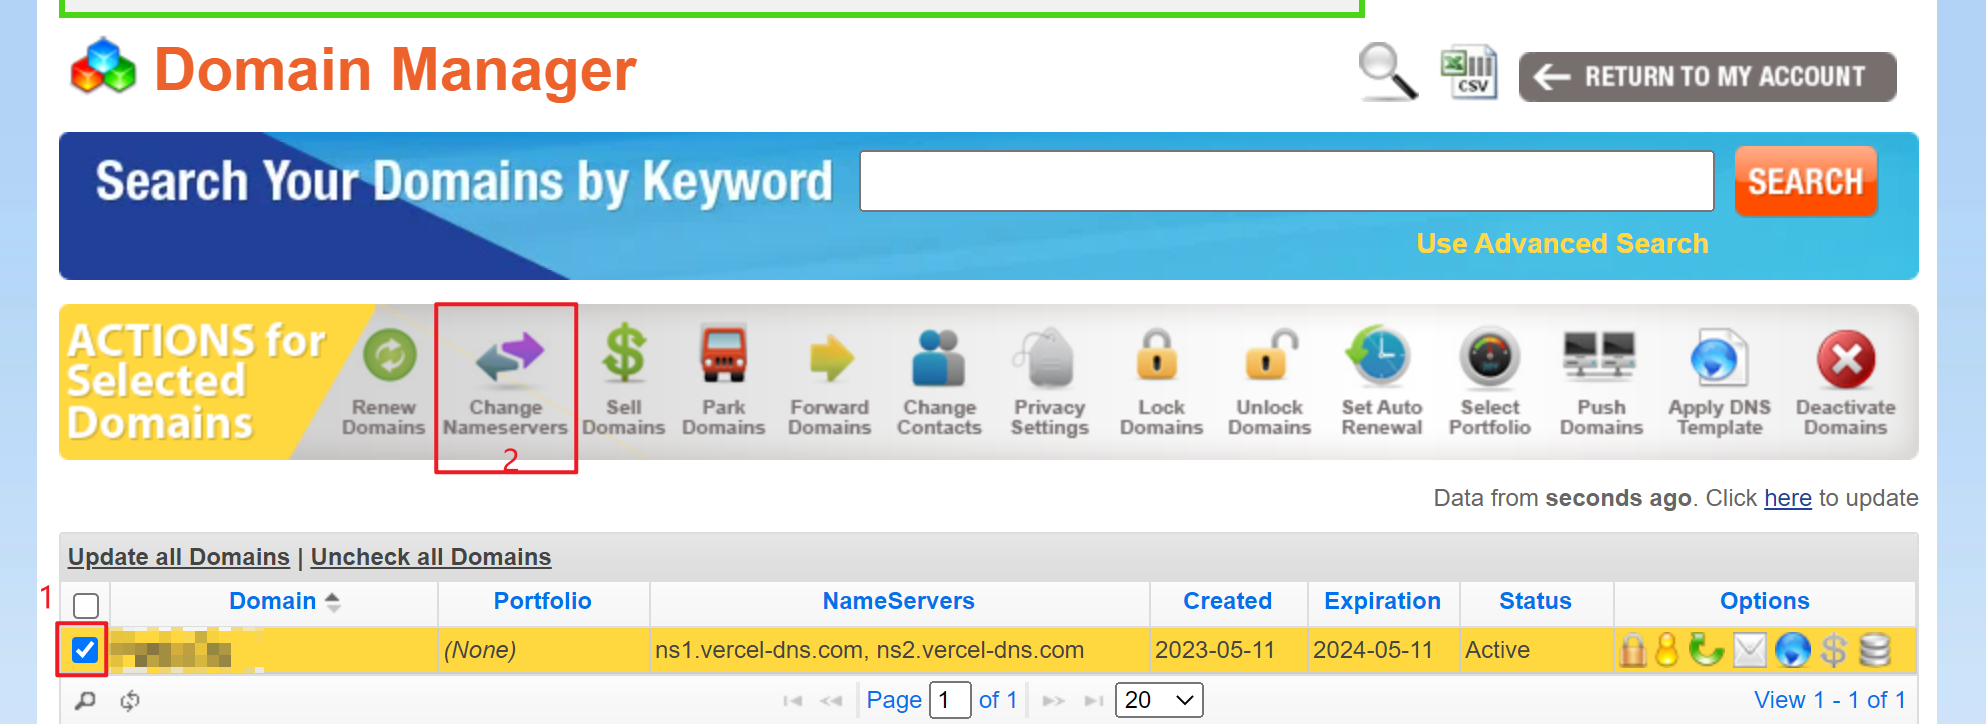 Domain Manager
CSV
RETURN TO MY ACCOUNT
Search Your Domains by Keyword
SEARCH
Use Advanced Search
ACTIONS for
Selected
Domains
Renew
Domains
Change
Nameservers
2
Sell
Domains
Park
Domains
Forward
Domains
Change
Contacts
Privacy
Settings
Lock
Domains
Unlock
Domains
Set Auto
Renewal
Select
Portfolio
Push
Domains
Apply DNS
Template
Deactivate
Domains
Data from seconds ago. Click here to update
Update all Domains | Uncheck all Domains
1
Domain Portfolio NameServers Created Expiration Status Options
(None) ns1.vercel-dns.com, ns2.vercel-dns.com 2023-05-11 2024-05-11 Active
Page 1 of 1 20 View 1 - 1 of 1